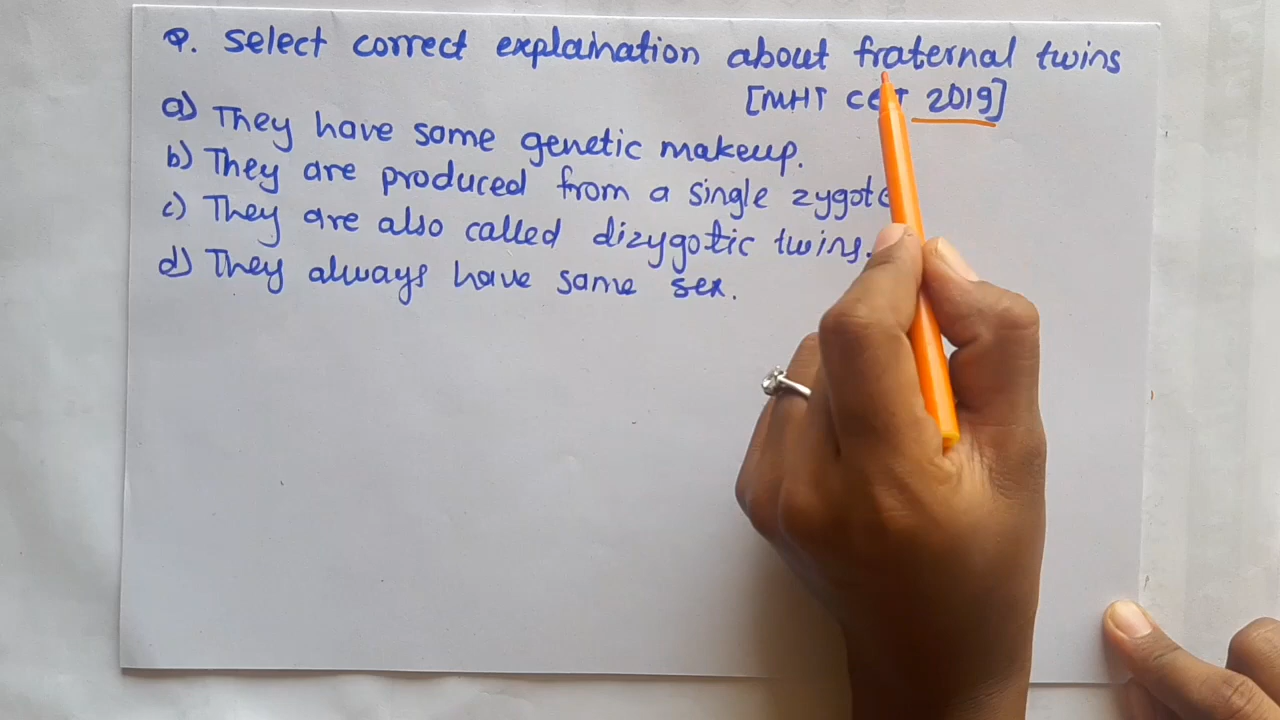 Q. select correct explaination about fraternal twins
[MHT CET 2019]
a) They have same genetic makeup.
b) They are produced from a single zygote
c) They are also called dizygotic twins.
d) They always have same sex.